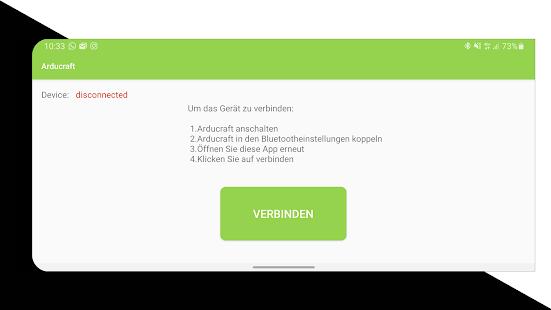 10:33
73%
Arducraft
Device: disconnected
Um das Gerät zu verbinden:
1.Arducraft anschalten
2.Arducraft in den Bluetootheinstellungen koppeln
3.Öffnen Sie diese App erneut
4.Klicken Sie auf verbinden
VERBINDEN